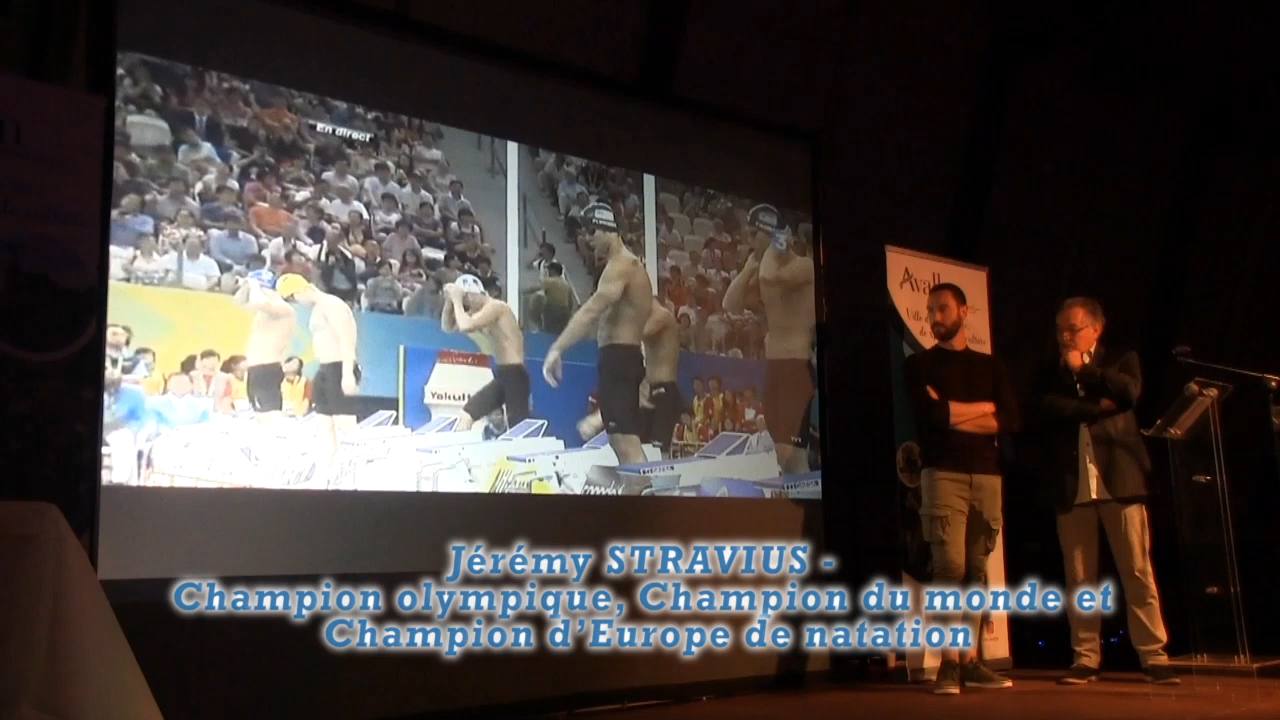 En direct
Avall
Yakult
Jérémy STRAVIUS -
Champion olympique, Champion du monde et
Champion d'Europe de natation